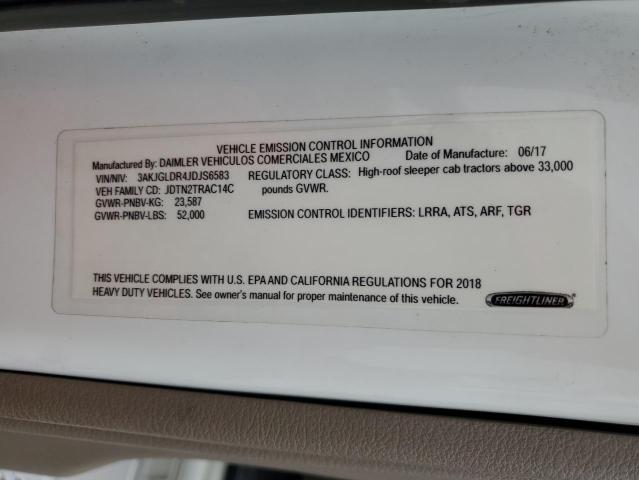 VEHICLE EMISSION CONTROL INFORMATION
Manufactured By: DAIMLER VEHICULOS COMERCIALES MEXICO Date of Manufacture: 06/17
VIN/NIV: 3AKJGLDR4JDJS6583 REGULATORY CLASS: High-roof sleeper cab tractors above 33,000
VEH FAMILY CD: JDTN2TRAC14C pounds GVWR.
GVWR-PNBV-KG: 23,587
GVWR-PNBV-LBS: 52,000 EMISSION CONTROL IDENTIFIERS: LRRA, ATS, ARF, TGR
THIS VEHICLE COMPLIES WITH U.S. EPA AND CALIFORNIA REGULATIONS FOR 2018
HEAVY DUTY VEHICLES. See owner's manual for proper maintenance of this vehicle.
FREIGHTLINER